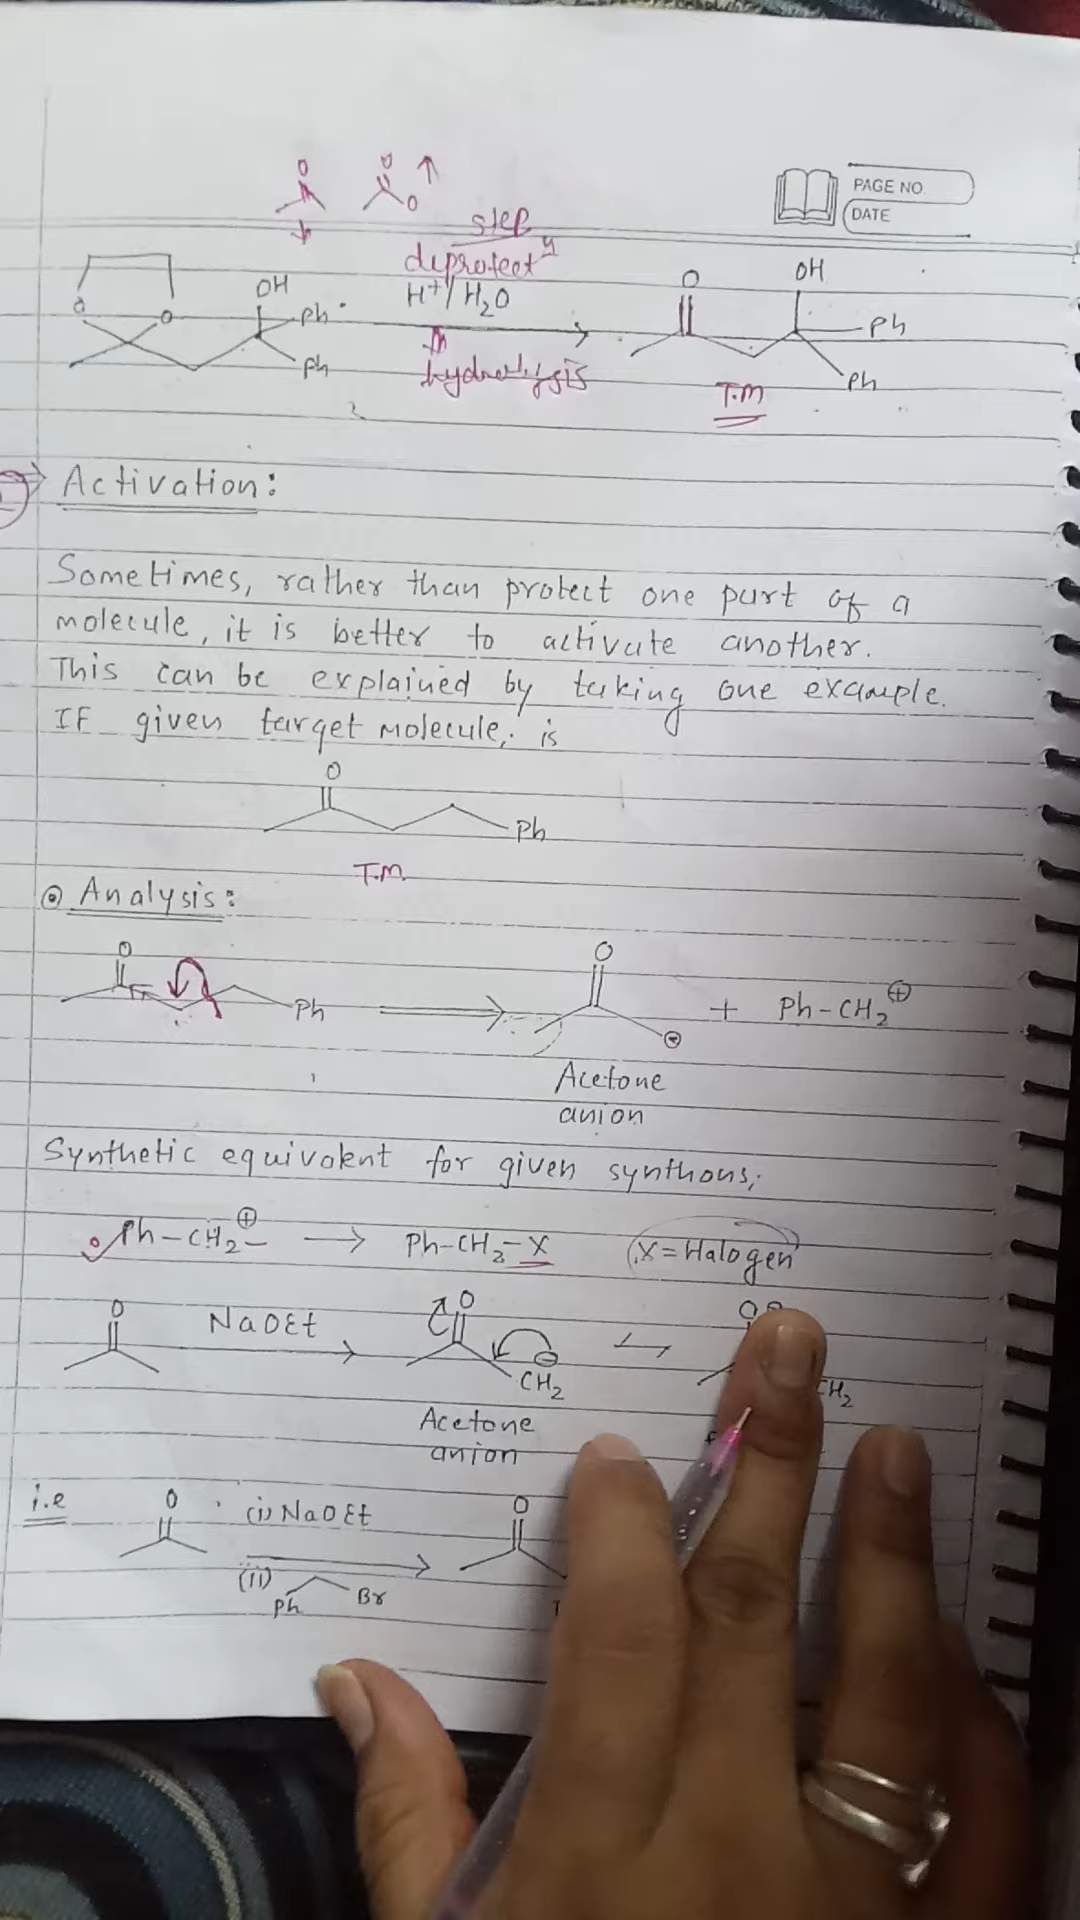 PAGE NO.
DATE
O O
O
step
deprotect^n
H+/H2O
hydrolysis
O O OH Ph Ph
O OH Ph Ph
T.M
Activation:
Sometimes, rather than protect one part of a
molecule, it is better to activate another.
This can be explained by taking one example.
IF given target molecule, is
O
Ph
T.M.
Analysis:
O Ph
O ⊖ + Ph-CH2 ⊕
Acetone
anion
Synthetic equivalent for given synthons;
Ph-CH2 ⊕ → Ph-CH2-X (X=Halogen)
O NaOEt O CH2 CH2
Acetone
anion
i.e O (i) NaOEt O
(ii) Ph Br